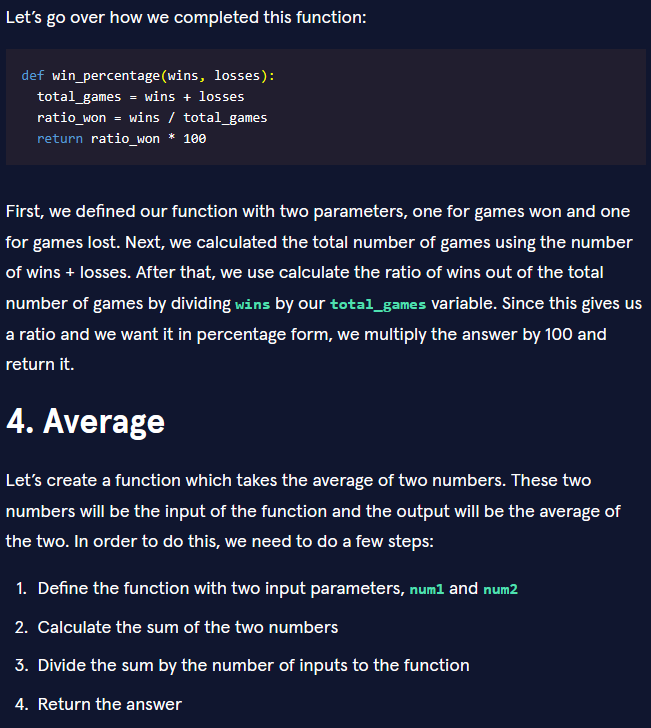 Let’s go over how we completed this function:
def win_percentage(wins, losses):
  total_games = wins + losses
  ratio_won = wins / total_games
  return ratio_won * 100
First, we defined our function with two parameters, one for games won and one
for games lost. Next, we calculated the total number of games using the number
of wins + losses. After that, we use calculate the ratio of wins out of the total
number of games by dividing wins by our total_games variable. Since this gives us
a ratio and we want it in percentage form, we multiply the answer by 100 and
return it.
4. Average
Let’s create a function which takes the average of two numbers. These two
numbers will be the input of the function and the output will be the average of
the two. In order to do this, we need to do a few steps:
1. Define the function with two input parameters, num1 and num2
2. Calculate the sum of the two numbers
3. Divide the sum by the number of inputs to the function
4. Return the answer